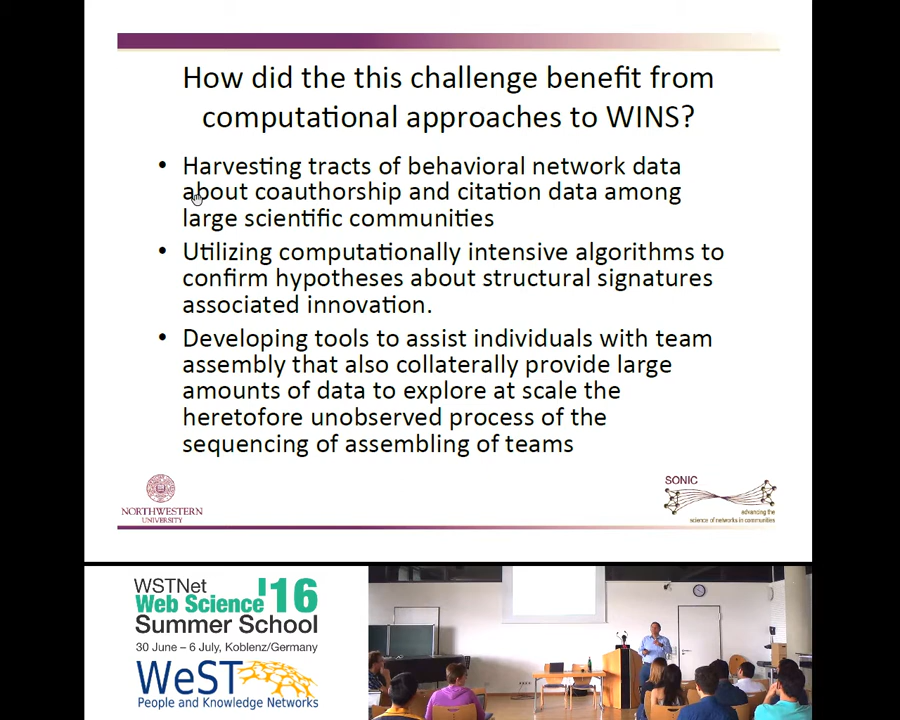 How did the this challenge benefit from
computational approaches to WINS?
• Harvesting tracts of behavioral network data
about coauthorship and citation data among
large scientific communities
• Utilizing computationally intensive algorithms to
confirm hypotheses about structural signatures
associated innovation.
• Developing tools to assist individuals with team
assembly that also collaterally provide large
amounts of data to explore at scale the
heretofore unobserved process of the
sequencing of assembling of teams
NORTHWESTERN
UNIVERSITY
SONIC
advancing the
science of networks in communities
WSTNet
Web Science '16
Summer School
30 June – 6 July, Koblenz/Germany
WeST
People and Knowledge Networks